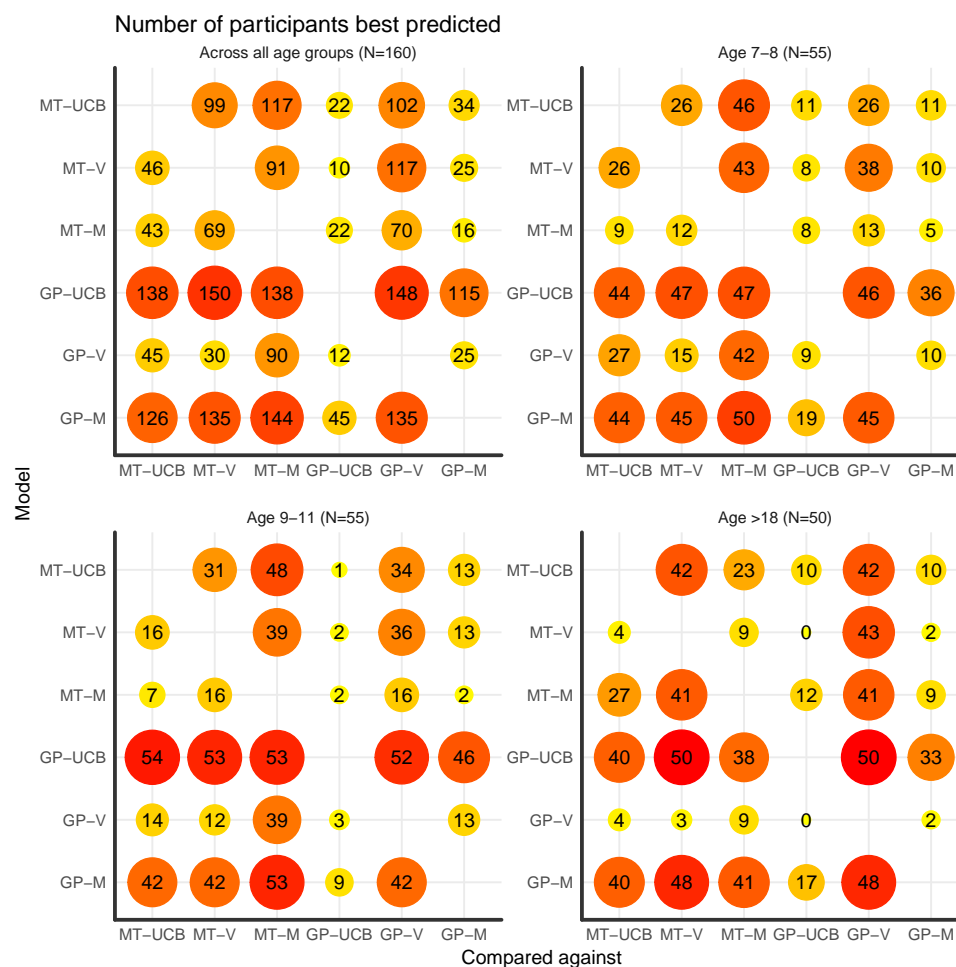 Number of participants best predicted
Across all age groups (N=160)
MT−UCB 99 117 22 102 34
MT−V 46 91 10 117 25
MT−M 43 69 22 70 16
GP−UCB 138 150 138 148 115
GP−V 45 30 90 12 25
GP−M 126 135 144 45 135
MT−UCB MT−V MT−M GP−UCB GP−V GP−M
Age 7−8 (N=55)
MT−UCB 26 46 11 26 11
MT−V 26 43 8 38 10
MT−M 9 12 8 13 5
GP−UCB 44 47 47 46 36
GP−V 27 15 42 9 10
GP−M 44 45 50 19 45
MT−UCB MT−V MT−M GP−UCB GP−V GP−M
Model
Age 9−11 (N=55)
MT−UCB 31 48 1 34 13
MT−V 16 39 2 36 13
MT−M 7 16 2 16 2
GP−UCB 54 53 53 52 46
GP−V 14 12 39 3 13
GP−M 42 42 53 9 42
MT−UCB MT−V MT−M GP−UCB GP−V GP−M
Age >18 (N=50)
MT−UCB 42 23 10 42 10
MT−V 4 9 0 43 2
MT−M 27 41 12 41 9
GP−UCB 40 50 38 50 33
GP−V 4 3 9 0 2
GP−M 40 48 41 17 48
MT−UCB MT−V MT−M GP−UCB GP−V GP−M
Compared against